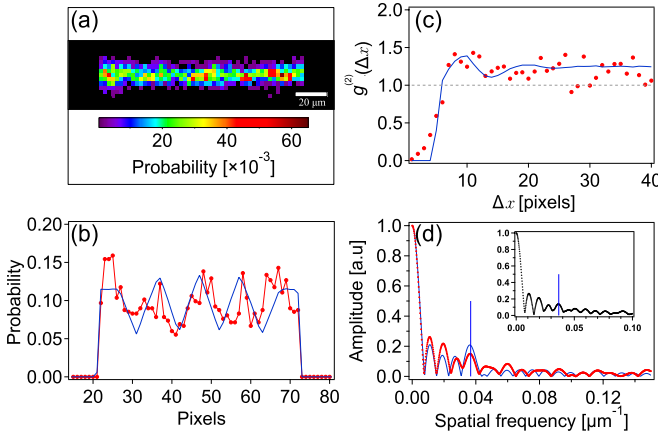 (a)
20 μm
20 40 60
Probability [×10⁻³]
(c)
g⁽²⁾(Δx)
2.0
1.5
1.0
0.5
0.0
10 20 30 40
Δx [pixels]
(b)
Probability
0.20
0.15
0.10
0.05
0.00
20 30 40 50 60 70 80
Pixels
(d)
Amplitude [a.u]
1.0
0.8
0.6
0.4
0.2
0.0
0.00 0.04 0.08 0.12
Spatial frequency [μm⁻¹]
1.0
0.8
0.6
0.4
0.2
0.0
0.00 0.05 0.10